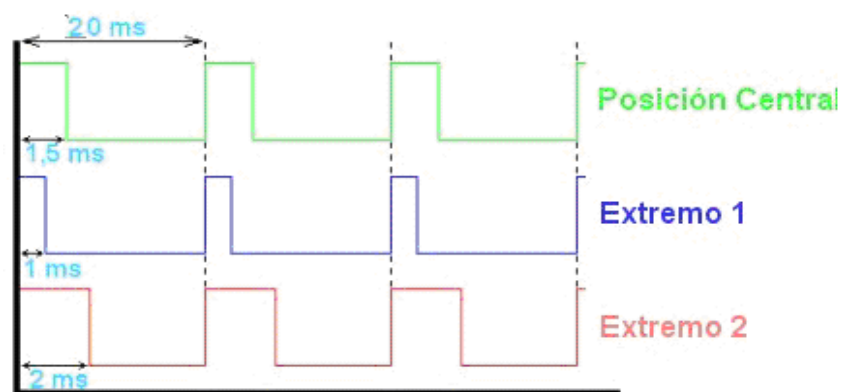 20 ms
Posición Central
1,5 ms
Extremo 1
1 ms
Extremo 2
2 ms